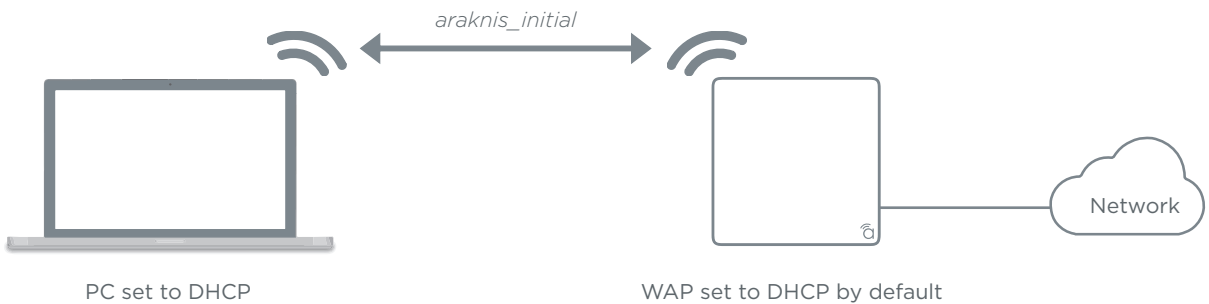 araknis_initial
Network
PC set to DHCP
WAP set to DHCP by default